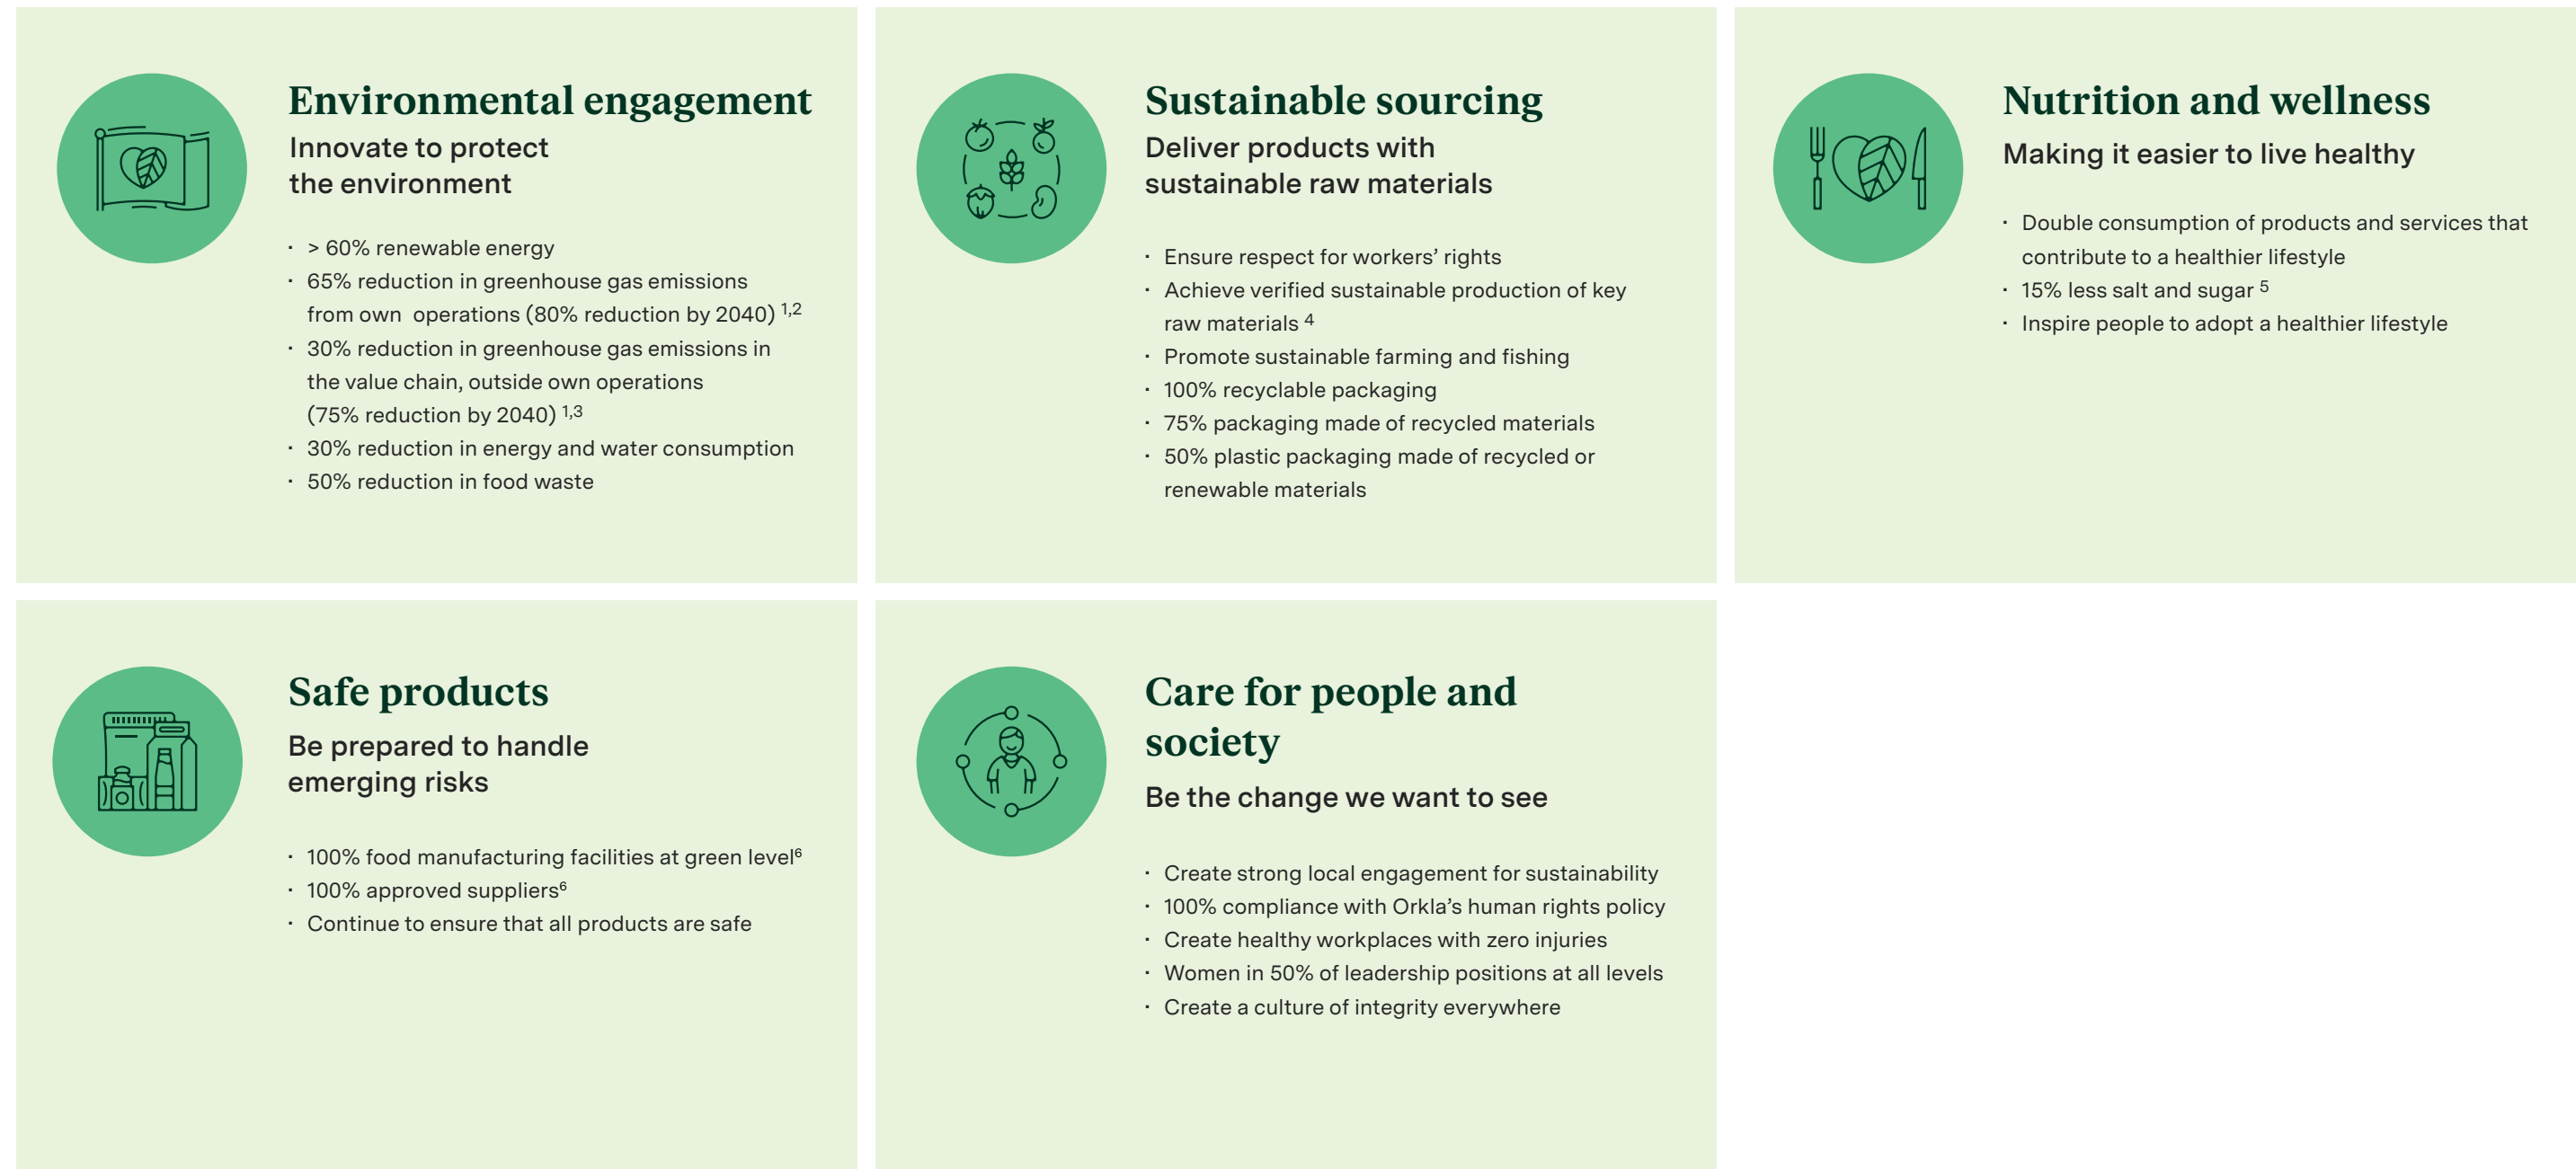 Environmental engagement
Innovate to protect
the environment
· > 60% renewable energy
· 65% reduction in greenhouse gas emissions
from own  operations (80% reduction by 2040) 1,2
· 30% reduction in greenhouse gas emissions in
the value chain, outside own operations
(75% reduction by 2040) 1,3
· 30% reduction in energy and water consumption
· 50% reduction in food waste
Sustainable sourcing
Deliver products with
sustainable raw materials
· Ensure respect for workers’ rights
· Achieve verified sustainable production of key
raw materials 4
· Promote sustainable farming and fishing
· 100% recyclable packaging
· 75% packaging made of recycled materials
· 50% plastic packaging made of recycled or
renewable materials
Nutrition and wellness
Making it easier to live healthy
· Double consumption of products and services that
contribute to a healthier lifestyle
· 15% less salt and sugar 5
· Inspire people to adopt a healthier lifestyle
Safe products
Be prepared to handle
emerging risks
· 100% food manufacturing facilities at green level6
· 100% approved suppliers6
· Continue to ensure that all products are safe
Care for people and
society
Be the change we want to see
· Create strong local engagement for sustainability
· 100% compliance with Orkla’s human rights policy
· Create healthy workplaces with zero injuries
· Women in 50% of leadership positions at all levels
· Create a culture of integrity everywhere